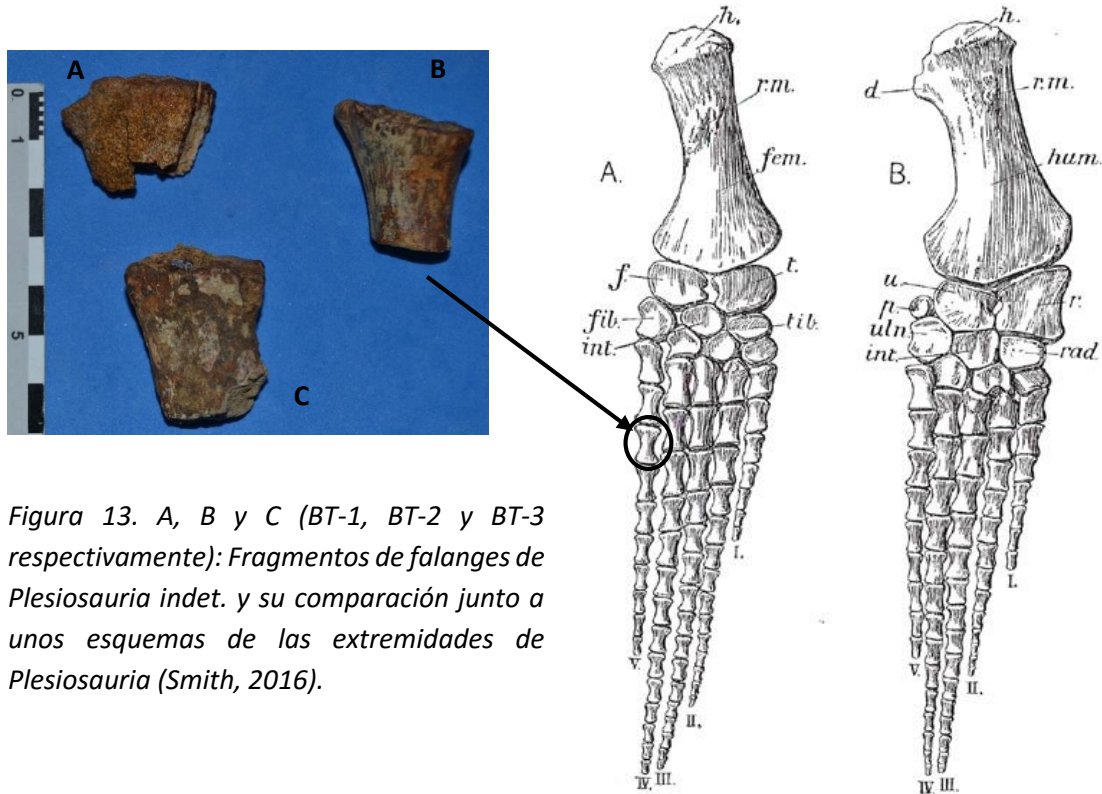 A
B
C
0.
1
5
Figura 13. A, B y C (BT-1, BT-2 y BT-3
respectivamente): Fragmentos de falanges de
Plesiosauria indet. y su comparación junto a
unos esquemas de las extremidades de
Plesiosauria (Smith, 2016).
A.
h.
r.m.
fem.
f.
t.
fib.
tib.
int.
I.
II.
III.
IV.
V.
B.
h.
d.
r.m.
hum.
u.
p.
r.
uln.
int.
rad.
I.
II.
III.
IV.
V.